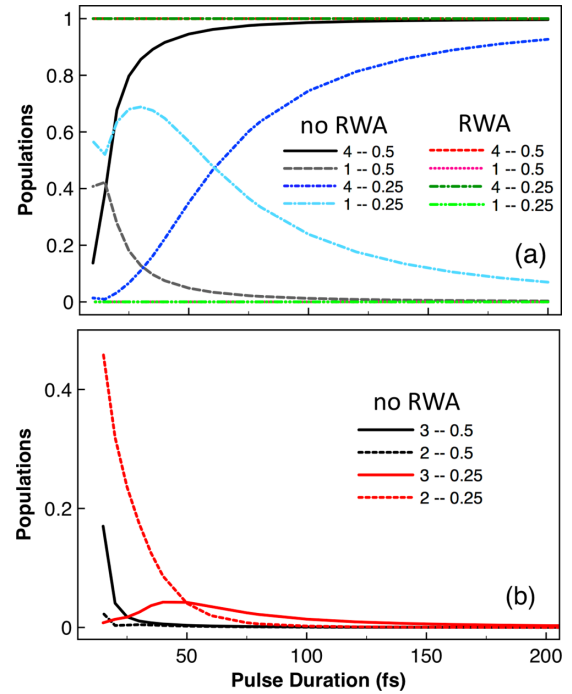 1
0.8
0.6
0.4
0.2
0
Populations
no RWA
4 -- 0.5
1 -- 0.5
4 -- 0.25
1 -- 0.25
RWA
4 -- 0.5
1 -- 0.5
4 -- 0.25
1 -- 0.25
(a)
0.4
0.2
0
Populations
no RWA
3 -- 0.5
2 -- 0.5
3 -- 0.25
2 -- 0.25
(b)
50 100 150 200
Pulse Duration (fs)